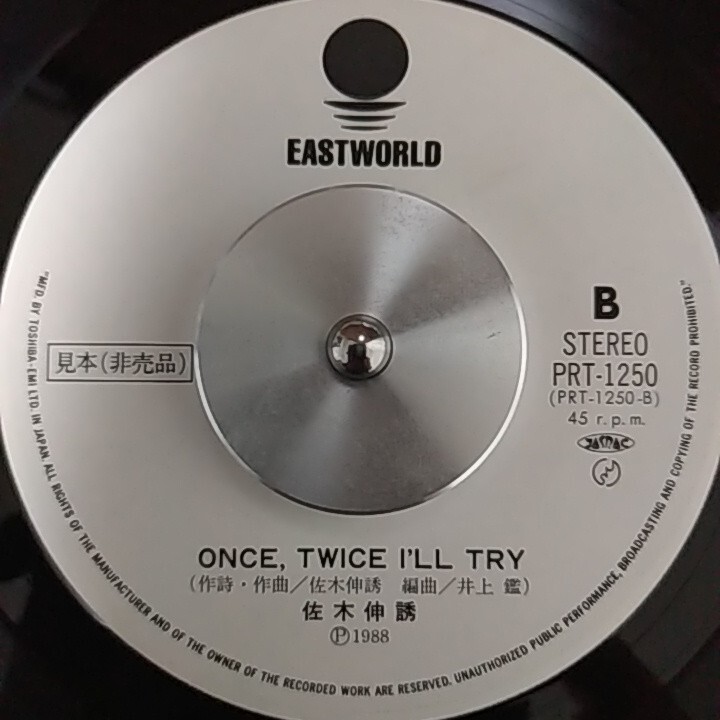 EASTWORLD
B
STEREO
PRT-1250
(PRT-1250-B)
45 r.p.m.
JASRAC
見本(非売品)
ONCE, TWICE I'LL TRY
(作詩・作曲/佐木伸誘 編曲/井上 鑑)
佐木伸誘
Ⓟ1988
"MFD. BY TOSHIBA-EMI LTD. IN JAPAN. ALL RIGHTS OF THE MANUFACTURER AND OF THE OWNER OF THE RECORDED WORK ARE RESERVED. UNAUTHORIZED PUBLIC PERFORMANCE, BROADCASTING AND COPYING OF THE RECORD PROHIBITED."